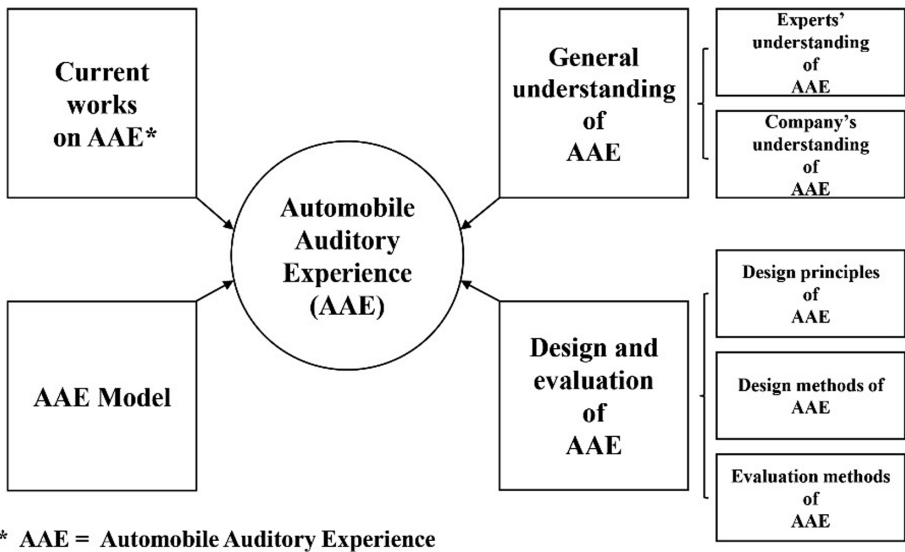 Current
works
on AAE*
General
understanding
of
AAE
Experts'
understanding
of
AAE
Company's
understanding
of
AAE
Automobile
Auditory
Experience
(AAE)
AAE Model
Design and
evaluation
of
AAE
Design principles
of
AAE
Design methods of
AAE
Evaluation methods
of
AAE
* AAE = Automobile Auditory Experience